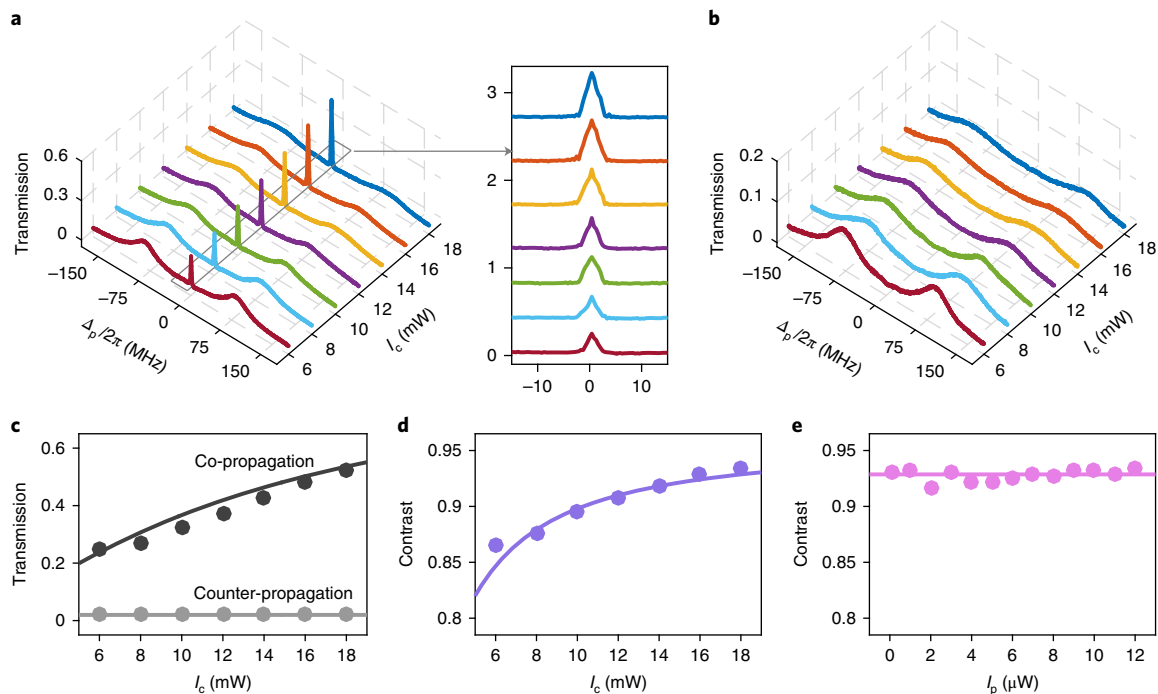 a
Transmission
0.6
0.3
0
−150
−75
0
75
150
Δp/2π (MHz)
6
8
10
12
14
16
18
Ic (mW)
3
2
1
0
−10
0
10
b
Transmission
0.2
0.1
0
−150
−75
0
75
150
Δp/2π (MHz)
6
8
10
12
14
16
18
Ic (mW)
c
Transmission
0.6
0.4
0.2
0
Co-propagation
Counter-propagation
6 8 10 12 14 16 18
Ic (mW)
d
Contrast
0.95
0.9
0.85
0.8
6 8 10 12 14 16 18
Ic (mW)
e
Contrast
0.95
0.9
0.85
0.8
0 2 4 6 8 10 12
Ip (μW)